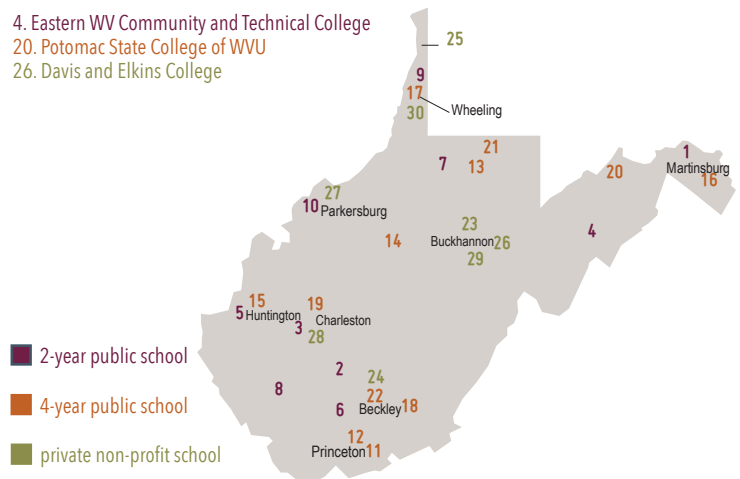 4. Eastern WV Community and Technical College
20. Potomac State College of WVU
26. Davis and Elkins College
25
9
17
Wheeling
30
21
7
13
1
Martinsburg
20
16
27
10
Parkersburg
23
4
14
Buckhannon
26
29
15
19
5
Huntington
3
Charleston
28
2-year public school
2
24
8
22
6
Beckley
18
4-year public school
12
Princeton
11
private non-profit school